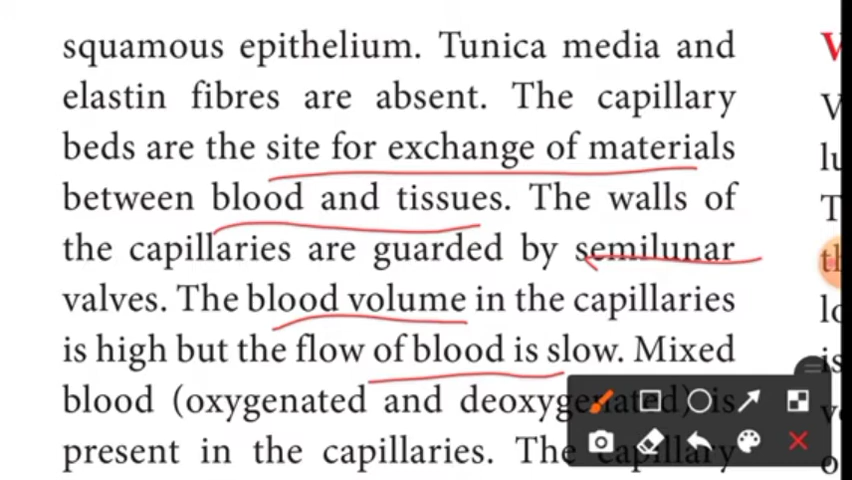 squamous epithelium. Tunica media and
elastin fibres are absent. The capillary
beds are the site for exchange of materials
between blood and tissues. The walls of
the capillaries are guarded by semilunar
valves. The blood volume in the capillaries
is high but the flow of blood is slow. Mixed
blood (oxygenated and deoxygenated) is
present in the capillaries. The capillary